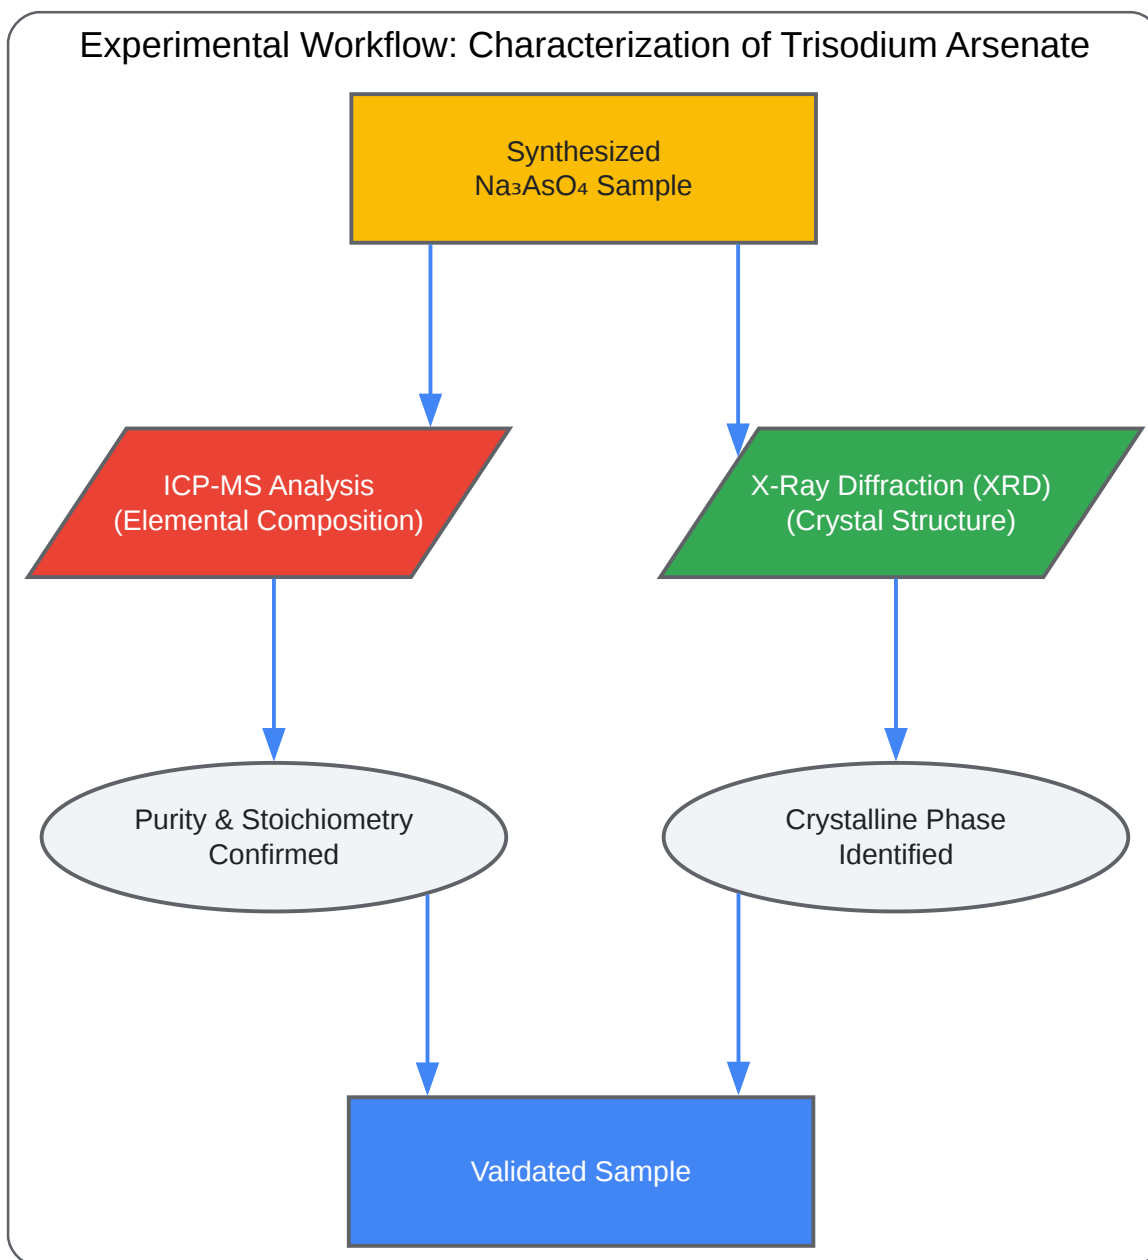 Experimental Workflow: Characterization of Trisodium Arsenate
Synthesized
Na₃AsO₄ Sample
ICP-MS Analysis
(Elemental Composition)
X-Ray Diffraction (XRD)
(Crystal Structure)
Purity & Stoichiometry
Confirmed
Crystalline Phase
Identified
Validated Sample